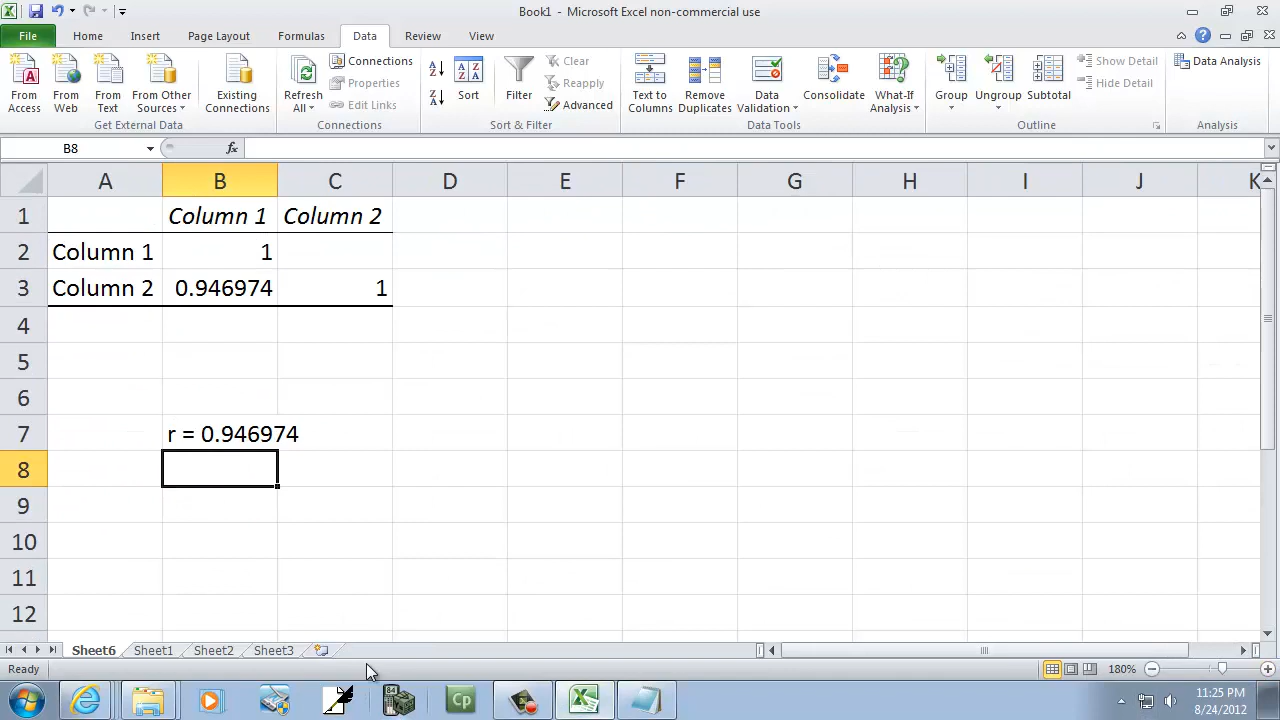 Book1 - Microsoft Excel non-commercial use
File Home Insert Page Layout Formulas Data Review View
From Access
From Web
From Text
From Other Sources
Existing Connections
Get External Data
Refresh All
Connections
Properties
Edit Links
Connections
Sort
Filter
Clear
Reapply
Advanced
Sort & Filter
Text to Columns
Remove Duplicates
Data Validation
Consolidate
What-If Analysis
Data Tools
Group
Ungroup
Subtotal
Show Detail
Hide Detail
Outline
Data Analysis
Analysis
B8 fx
A B C D E F G H I J K
1 Column 1 Column 2
2 Column 1 1
3 Column 2 0.946974 1
4
5
6
7 r = 0.946974
8
9
10
11
12
Sheet6 Sheet1 Sheet2 Sheet3
Ready 180%
84 Cp 11:25 PM
8/24/2012